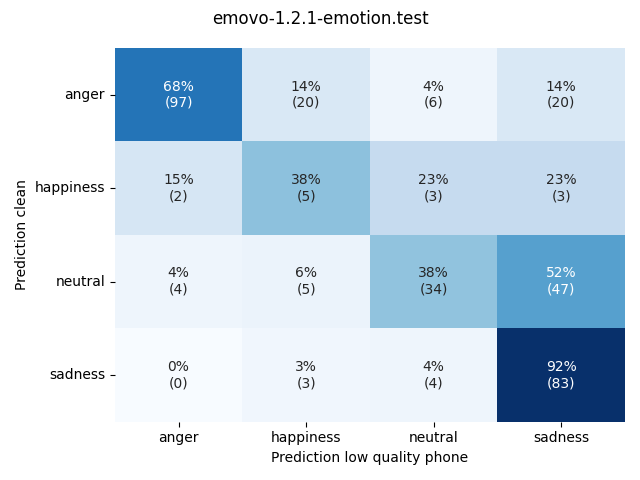 emovo-1.2.1-emotion.test
Prediction clean
anger
68%
(97)
14%
(20)
4%
(6)
14%
(20)
happiness
15%
(2)
38%
(5)
23%
(3)
23%
(3)
neutral
4%
(4)
6%
(5)
38%
(34)
52%
(47)
sadness
0%
(0)
3%
(3)
4%
(4)
92%
(83)
anger
happiness
neutral
sadness
Prediction low quality phone